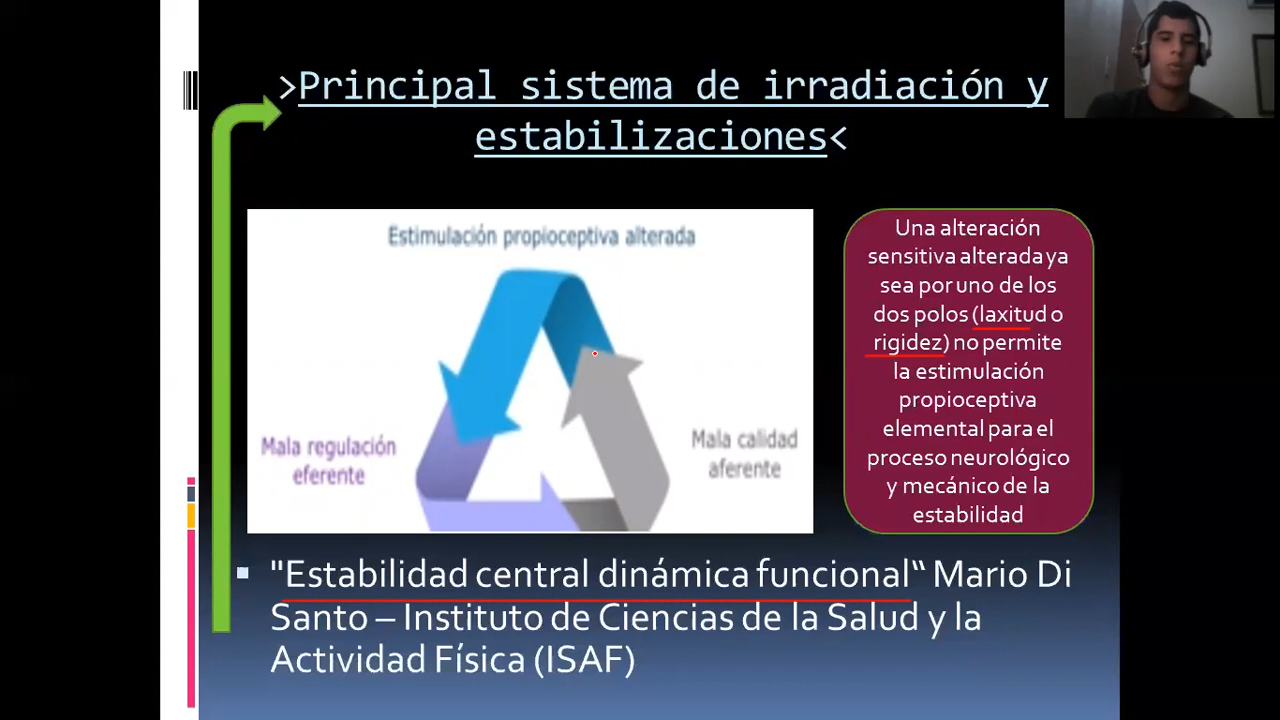 >Principal sistema de irradiación y
estabilizaciones<
Estimulación propioceptiva alterada
Mala regulación
eferente
Mala calidad
aferente
Una alteración
sensitiva alterada ya
sea por uno de los
dos polos (laxitud o
rigidez) no permite
la estimulación
propioceptiva
elemental para el
proceso neurológico
y mecánico de la
estabilidad
"Estabilidad central dinámica funcional“ Mario Di
Santo – Instituto de Ciencias de la Salud y la
Actividad Física (ISAF)